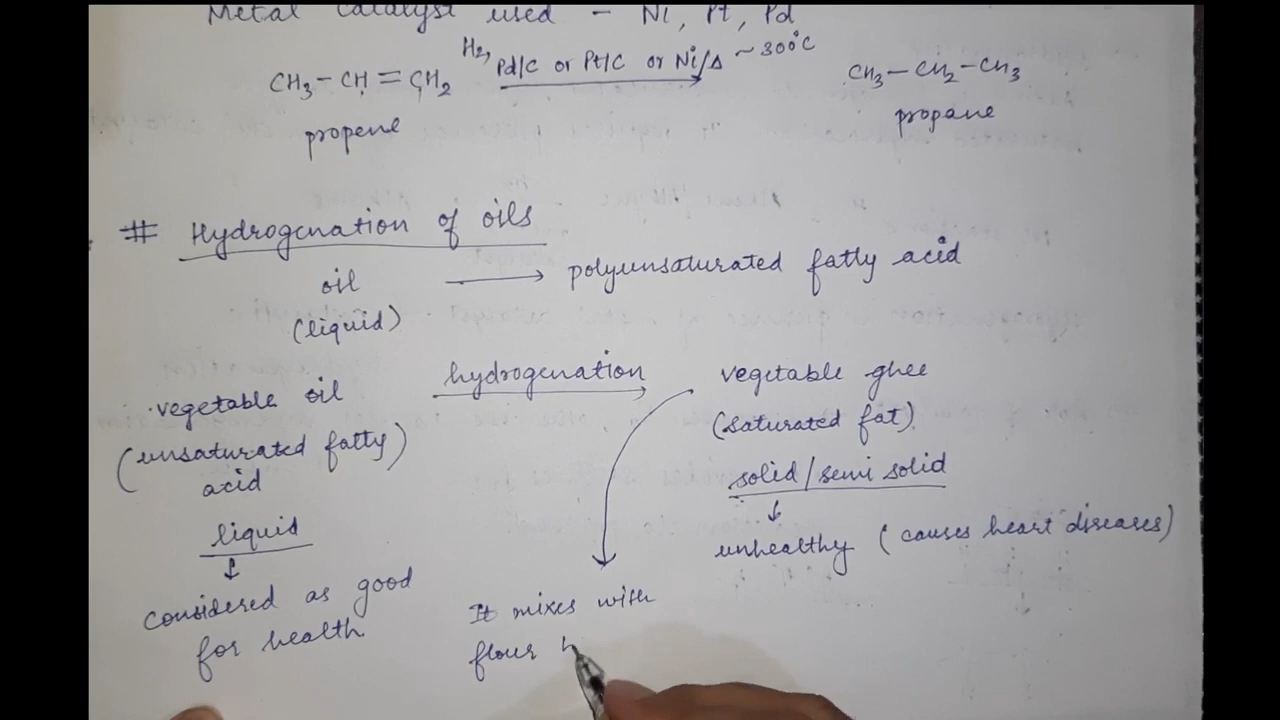 Metal Catalyst used - Ni, Pt, Pd
CH3 - CH = CH2 H2, Pd/C or Pt/C or Ni/Δ ~ 300°C CH3 - CH2 - CH3
propene propane
# Hydrogenation of oils
oil → polyunsaturated fatty acid
(liquid)
vegetable oil hydrogenation → vegetable ghee
(unsaturated fatty acid) (saturated fat)
liquid solid/semi solid
↓ ↓
considered as good for health unhealthy (causes heart diseases)
It mixes with
flour